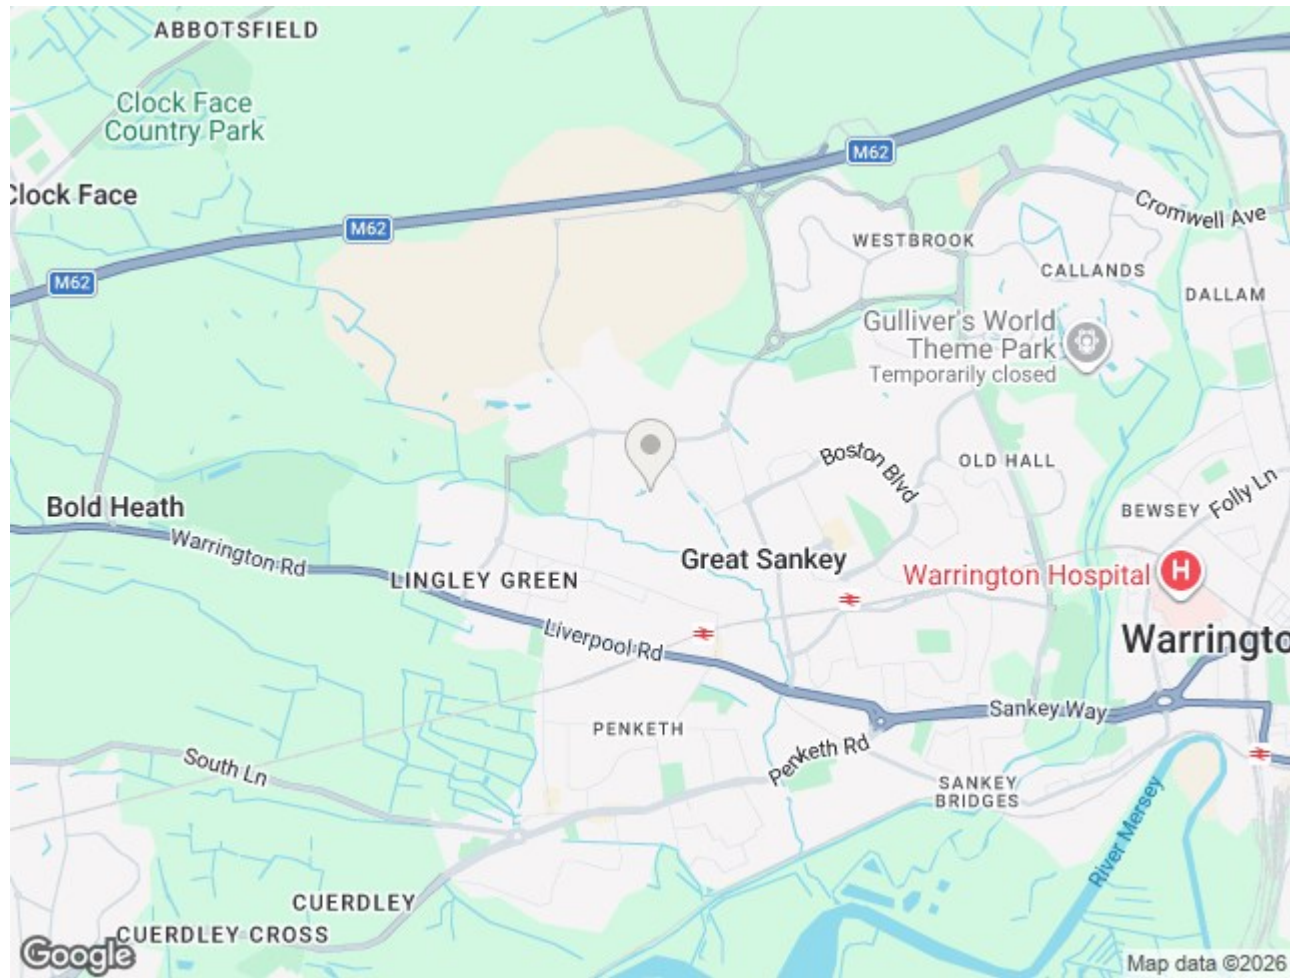 ABBOTSFIELD
Clock Face
Country Park
Clock Face
M62
M62
M62
Cromwell Ave
WESTBROOK
CALLANDS
DALLAM
Gulliver's World
Theme Park
Temporarily closed
Boston Blvd
OLD HALL
Folly Ln
BEWSEY
Bold Heath
Warrington Rd
Great Sankey
LINGLEY GREEN
Warrington Hospital
H
Liverpool Rd
Warringto
Sankey Way
PENKETH
Penketh Rd
South Ln
SANKEY
BRIDGES
River Mersey
CUERDLEY
CUERDLEY CROSS
Google
Map data ©2026